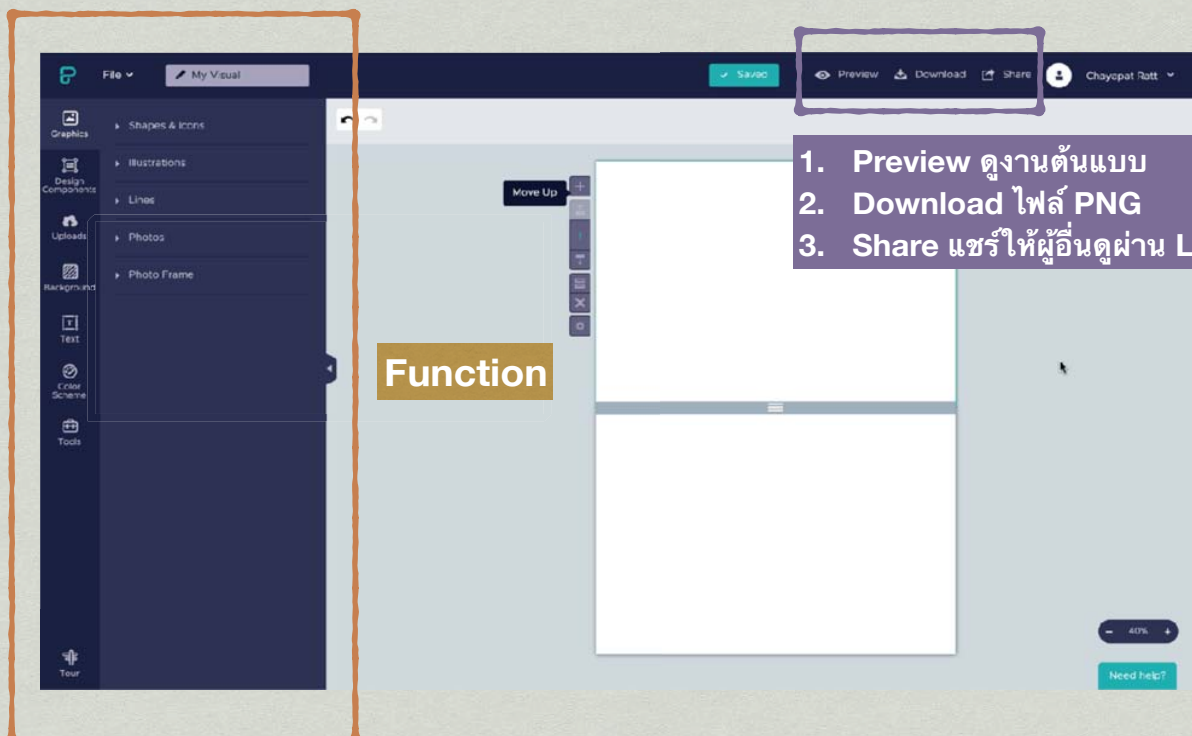 File
My Visual
Saved
Preview
Download
Share
Chayapat Ratt
Graphics
Design
Components
Uploads
Background
Text
Color
Scheme
Tools
Tour
Shapes & Icons
Illustrations
Lines
Photos
Photo Frame
Move Up
1. Preview ดูงานต้นแบบ
2. Download ไฟล์ PNG
3. Share แชร์ให้ผู้อื่นดูผ่าน L
Function
40%
Need help?